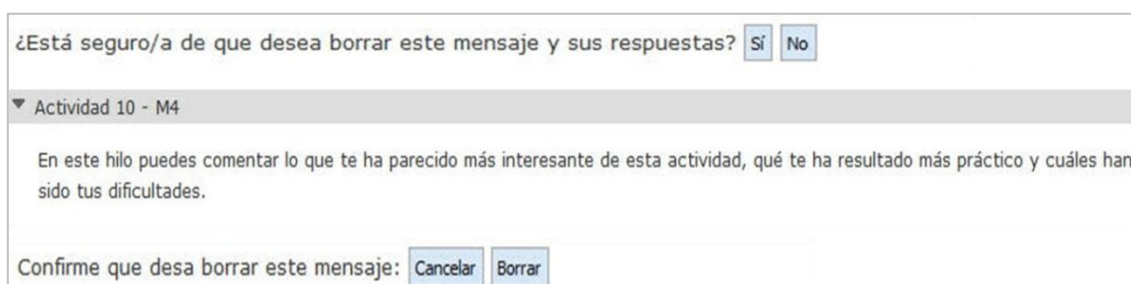 ¿Está seguro/a de que desea borrar este mensaje y sus respuestas? Sí No
Actividad 10 - M4
En este hilo puedes comentar lo que te ha parecido más interesante de esta actividad, qué te ha resultado más práctico y cuáles han
sido tus dificultades.
Confirme que desa borrar este mensaje: Cancelar Borrar